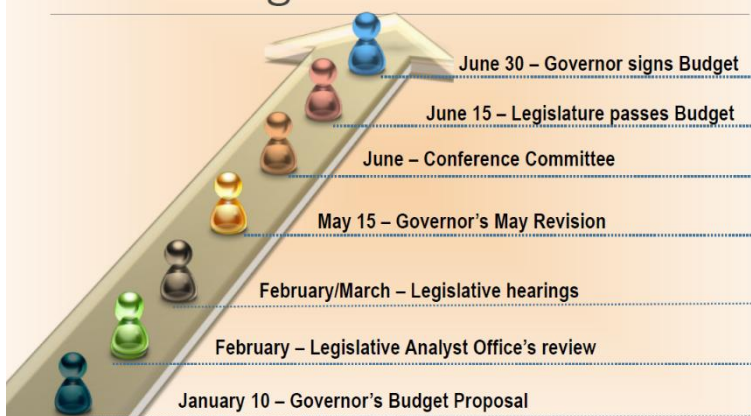 June 30 – Governor signs Budget
June 15 – Legislature passes Budget
June – Conference Committee
May 15 – Governor's May Revision
February/March – Legislative hearings
February – Legislative Analyst Office's review
January 10 – Governor's Budget Proposal